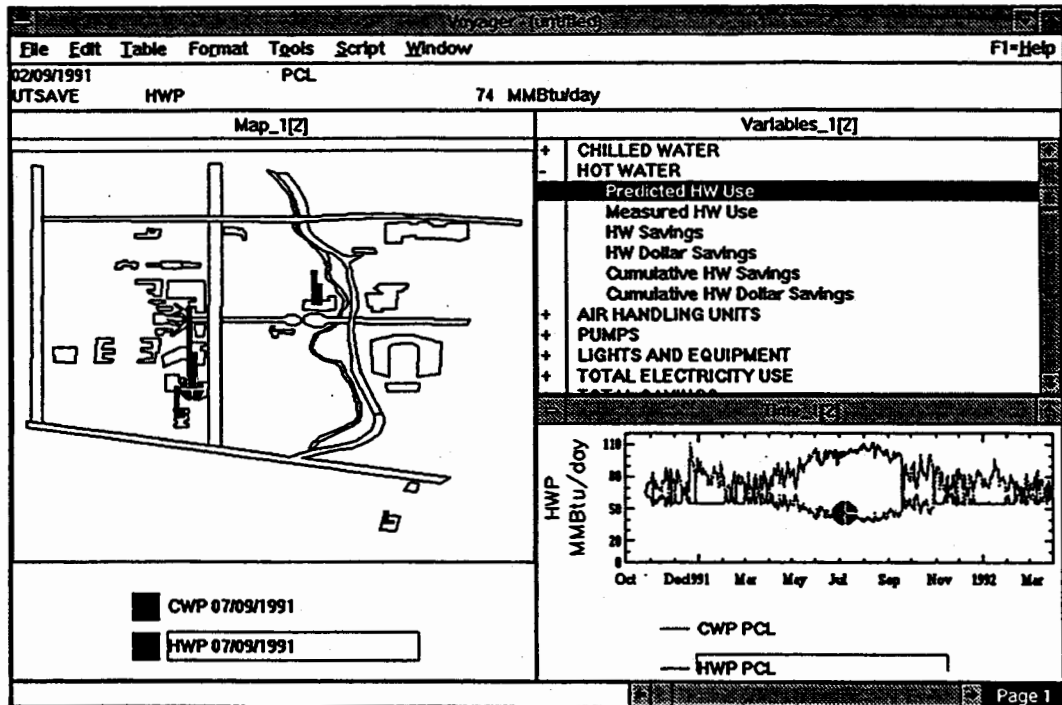 Voyager - [untitled]
File Edit Table Format Tools Script Window F1=Help
02/09/1991 PCL
UTSAVE HWP 74 MMBtu/day
Map_1[2]
CWP 07/09/1991
HWP 07/09/1991
Variables_1[2]
+ CHILLED WATER
- HOT WATER
Predicted HW Use
Measured HW Use
HW Savings
HW Dollar Savings
Cumulative HW Savings
Cumulative HW Dollar Savings
+ AIR HANDLING UNITS
+ PUMPS
+ LIGHTS AND EQUIPMENT
+ TOTAL ELECTRICITY USE
TOTAL SAVINGS
Time_1[2]
HWP
MMBtu/day
110
80
50
20
0
Oct Dec1991 Mar May Jul Sep Nov 1992 Mar
CWP PCL
HWP PCL
Page 1